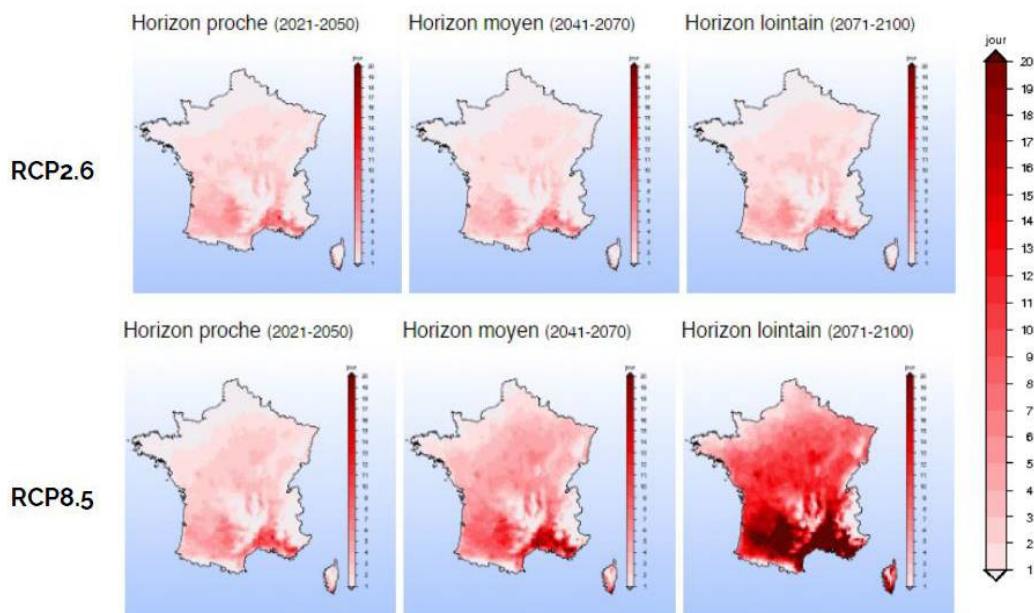 Horizon proche (2021-2050)
Horizon moyen (2041-2070)
Horizon lointain (2071-2100)
jour
20
19
18
17
16
15
14
13
12
11
10
9
8
7
6
5
4
3
2
1
RCP2.6
Horizon proche (2021-2050)
Horizon moyen (2041-2070)
Horizon lointain (2071-2100)
RCP8.5